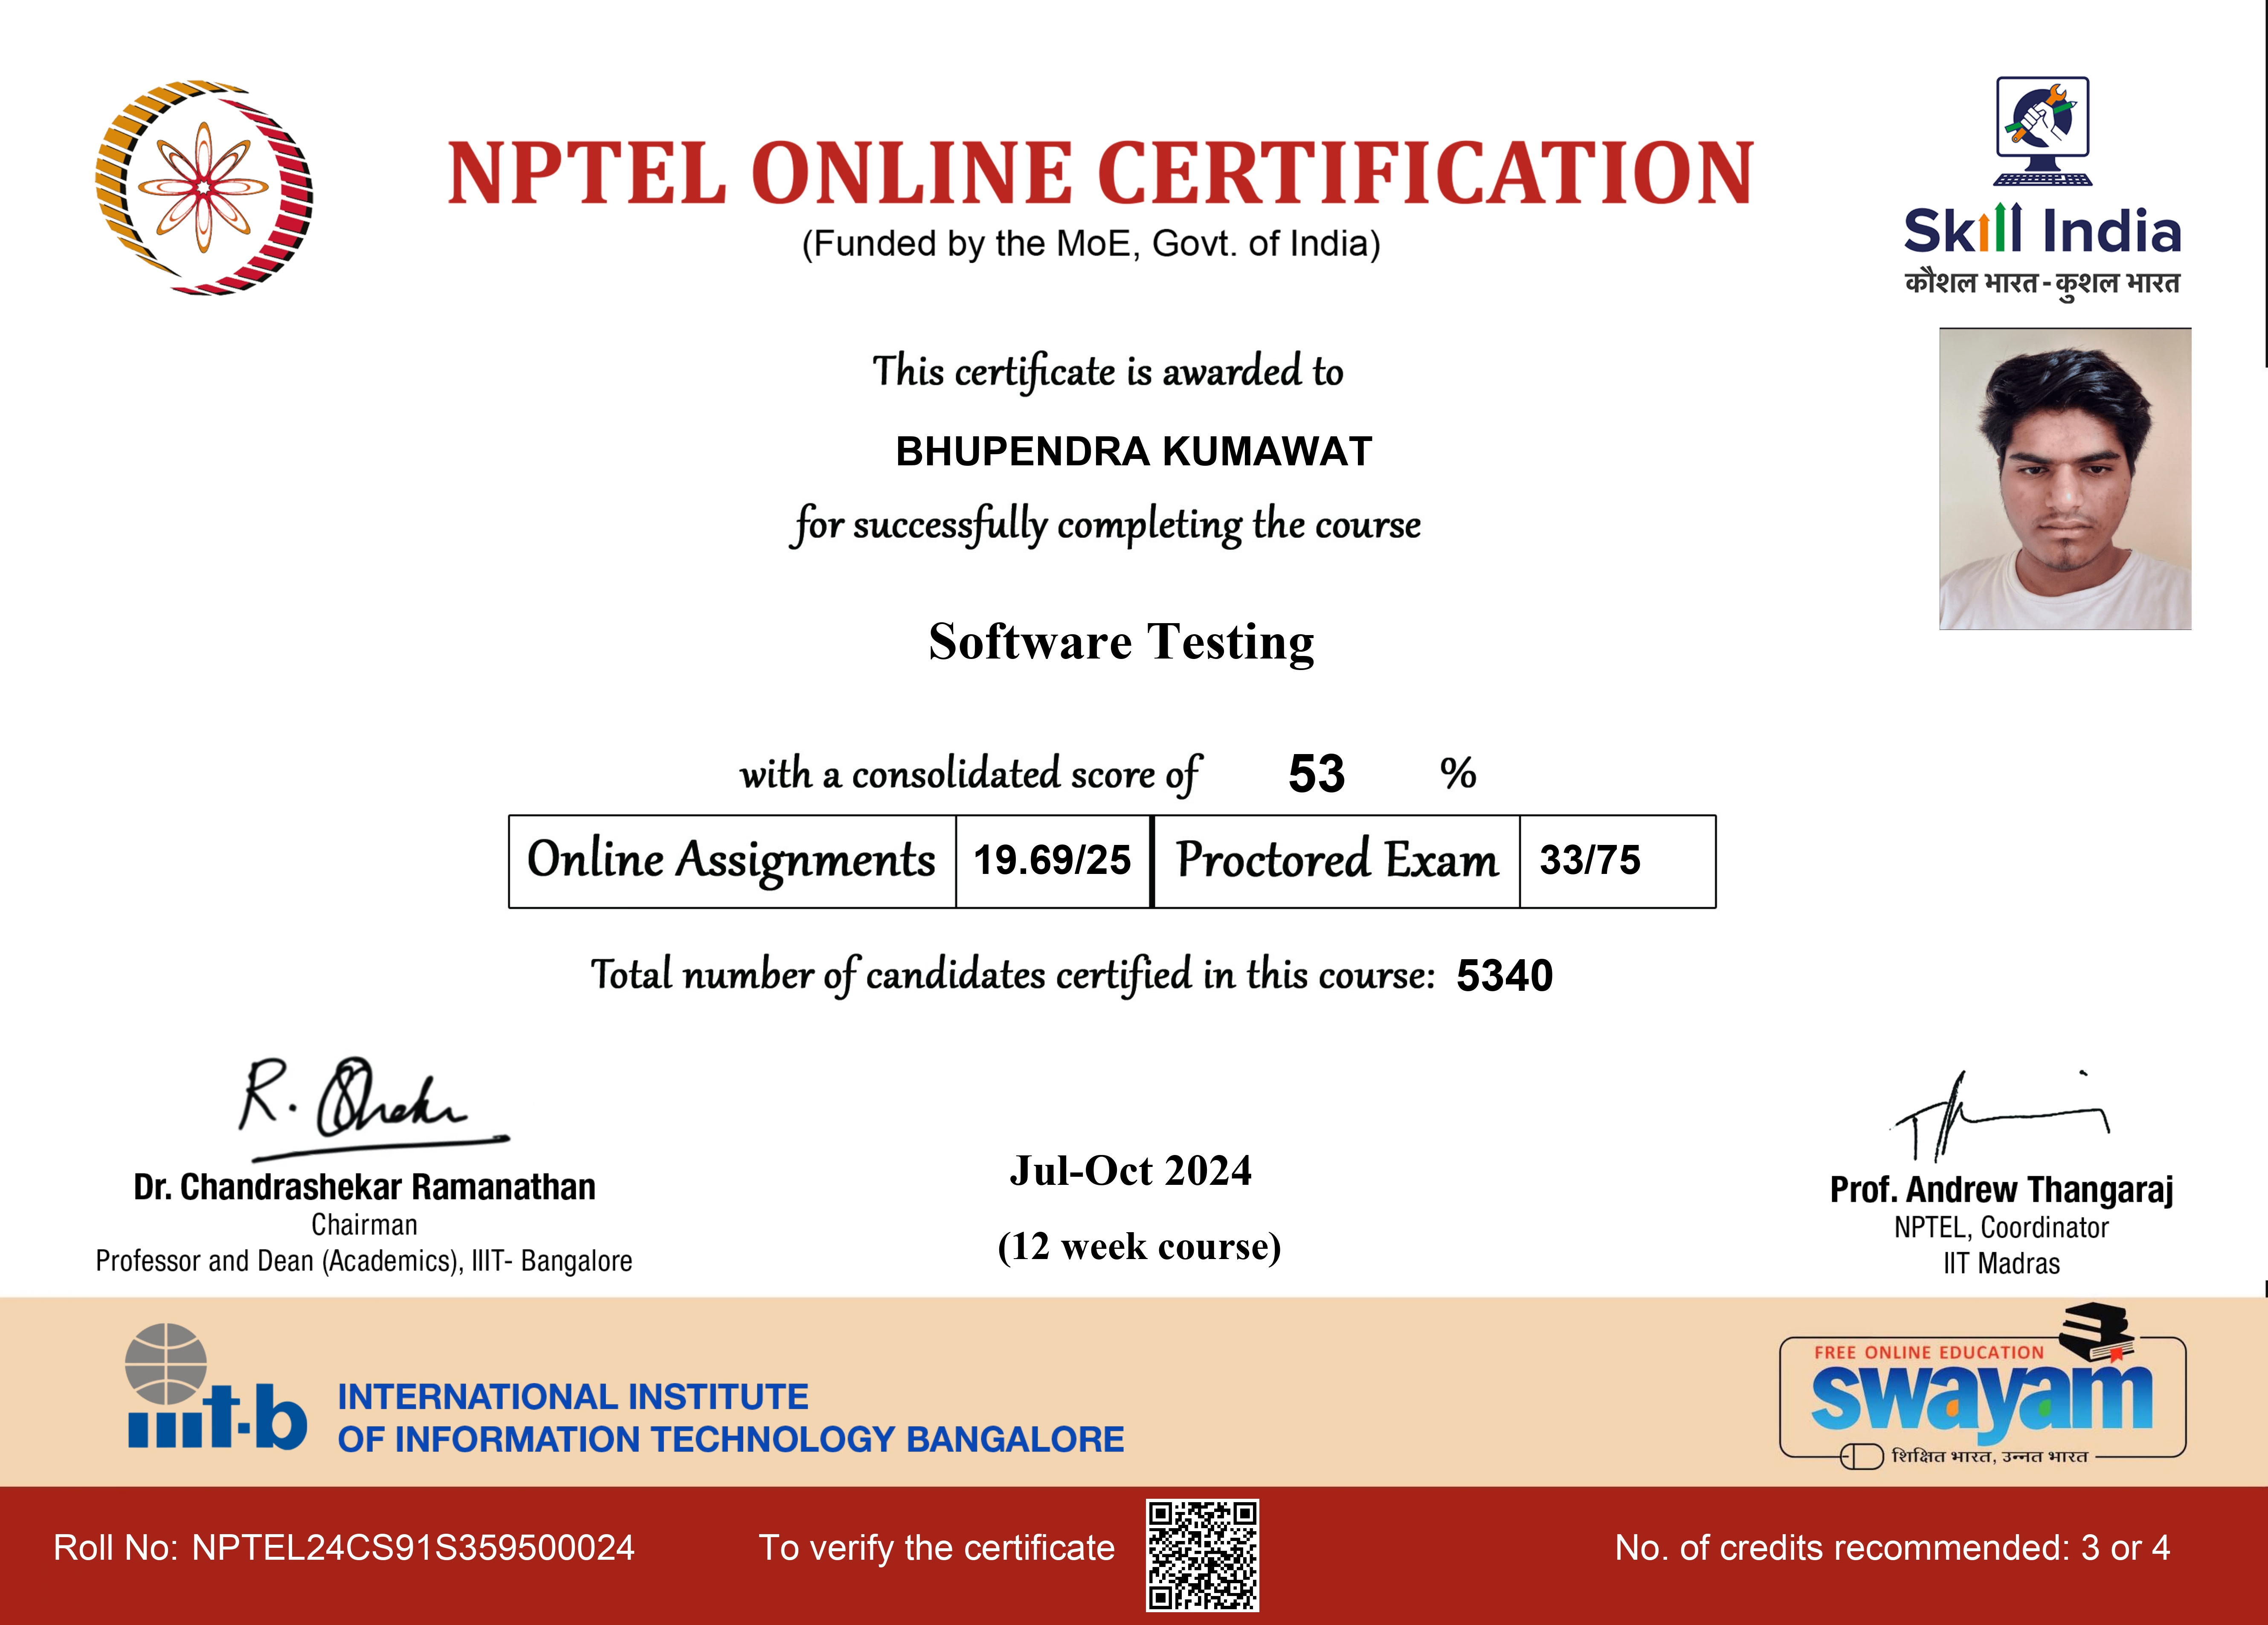 NPTEL ONLINE CERTIFICATION
(Funded by the MoE, Govt. of India)
Skill India
कौशल भारत - कुशल भारत
This certificate is awarded to
BHUPENDRA KUMAWAT
for successfully completing the course
Software Testing
with a consolidated score of 53 %
Online Assignments 19.69/25 Proctored Exam 33/75
Total number of candidates certified in this course: 5340
Dr. Chandrashekar Ramanathan
Chairman
Professor and Dean (Academics), IIIT- Bangalore
Jul-Oct 2024
(12 week course)
Prof. Andrew Thangaraj
NPTEL, Coordinator
IIT Madras
iiit-b
INTERNATIONAL INSTITUTE
OF INFORMATION TECHNOLOGY BANGALORE
FREE ONLINE EDUCATION
swayam
शिक्षित भारत, उन्नत भारत
Roll No: NPTEL24CS91S359500024
To verify the certificate
No. of credits recommended: 3 or 4